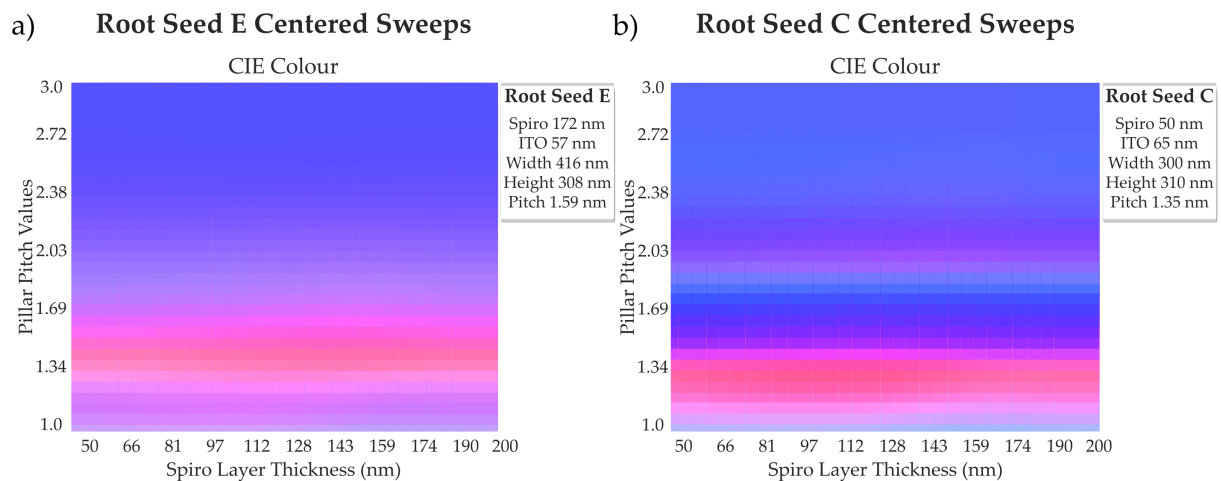 a) Root Seed E Centered Sweeps
CIE Colour
Pillar Pitch Values
3.0
2.72
2.38
2.03
1.69
1.34
1.0
50 66 81 97 112 128 143 159 174 190 200
Spiro Layer Thickness (nm)
Root Seed E
Spiro 172 nm
ITO 57 nm
Width 416 nm
Height 308 nm
Pitch 1.59 nm
b) Root Seed C Centered Sweeps
CIE Colour
Pillar Pitch Values
3.0
2.72
2.38
2.03
1.69
1.34
1.0
50 66 81 97 112 128 143 159 174 190 200
Spiro Layer Thickness (nm)
Root Seed C
Spiro 50 nm
ITO 65 nm
Width 300 nm
Height 310 nm
Pitch 1.35 nm